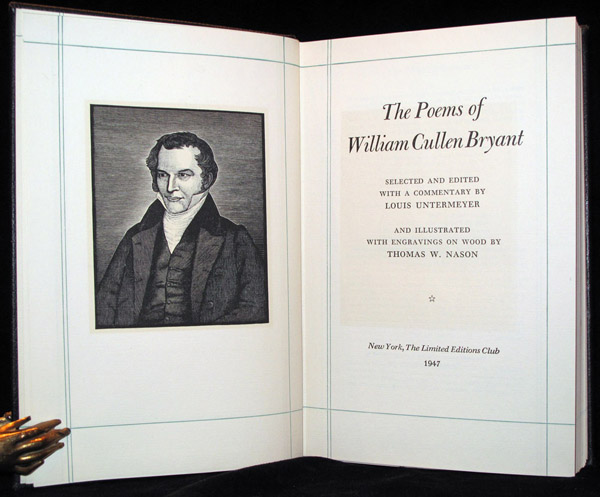 The Poems of
William Cullen Bryant
SELECTED AND EDITED
WITH A COMMENTARY BY
LOUIS UNTERMEYER
AND ILLUSTRATED
WITH ENGRAVINGS ON WOOD BY
THOMAS W. NASON
New York, The Limited Editions Club
1947